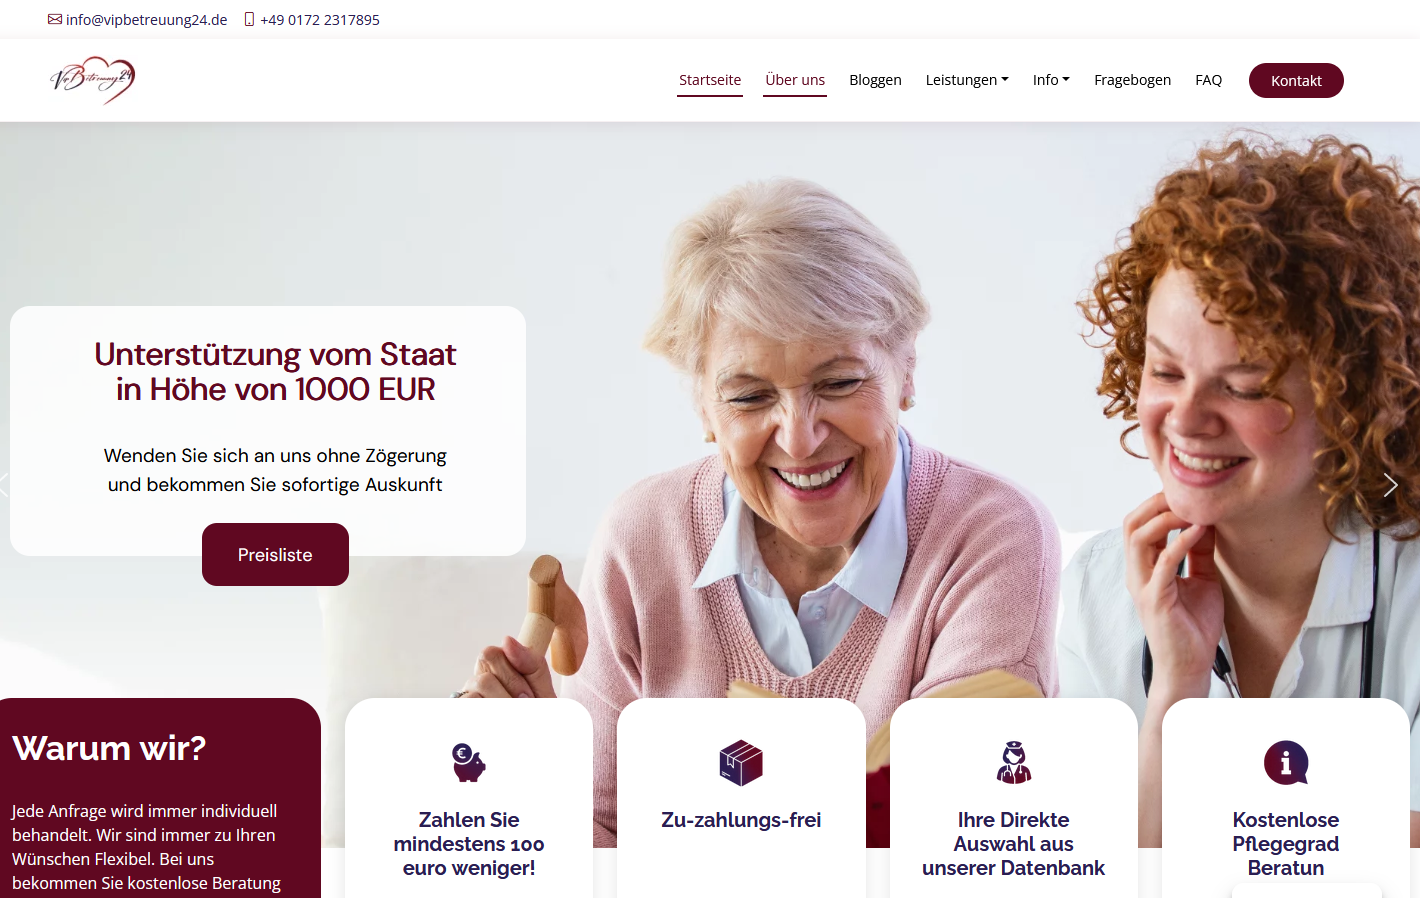 info@vipbetreuung24.de +49 0172 2317895
Vip Betreuung 24
Startseite Über uns Bloggen Leistungen Info Fragebogen FAQ Kontakt
Unterstützung vom Staat
in Höhe von 1000 EUR
Wenden Sie sich an uns ohne Zögerung
und bekommen Sie sofortige Auskunft
Preisliste
Warum wir?
Jede Anfrage wird immer individuell
behandelt. Wir sind immer zu Ihren
Wünschen Flexibel. Bei uns
bekommen Sie kostenlose Beratung
Zahlen Sie
mindestens 100
euro weniger!
Zu-zahlungs-frei
Ihre Direkte
Auswahl aus
unserer Datenbank
Kostenlose
Pflegegrad
Beratun